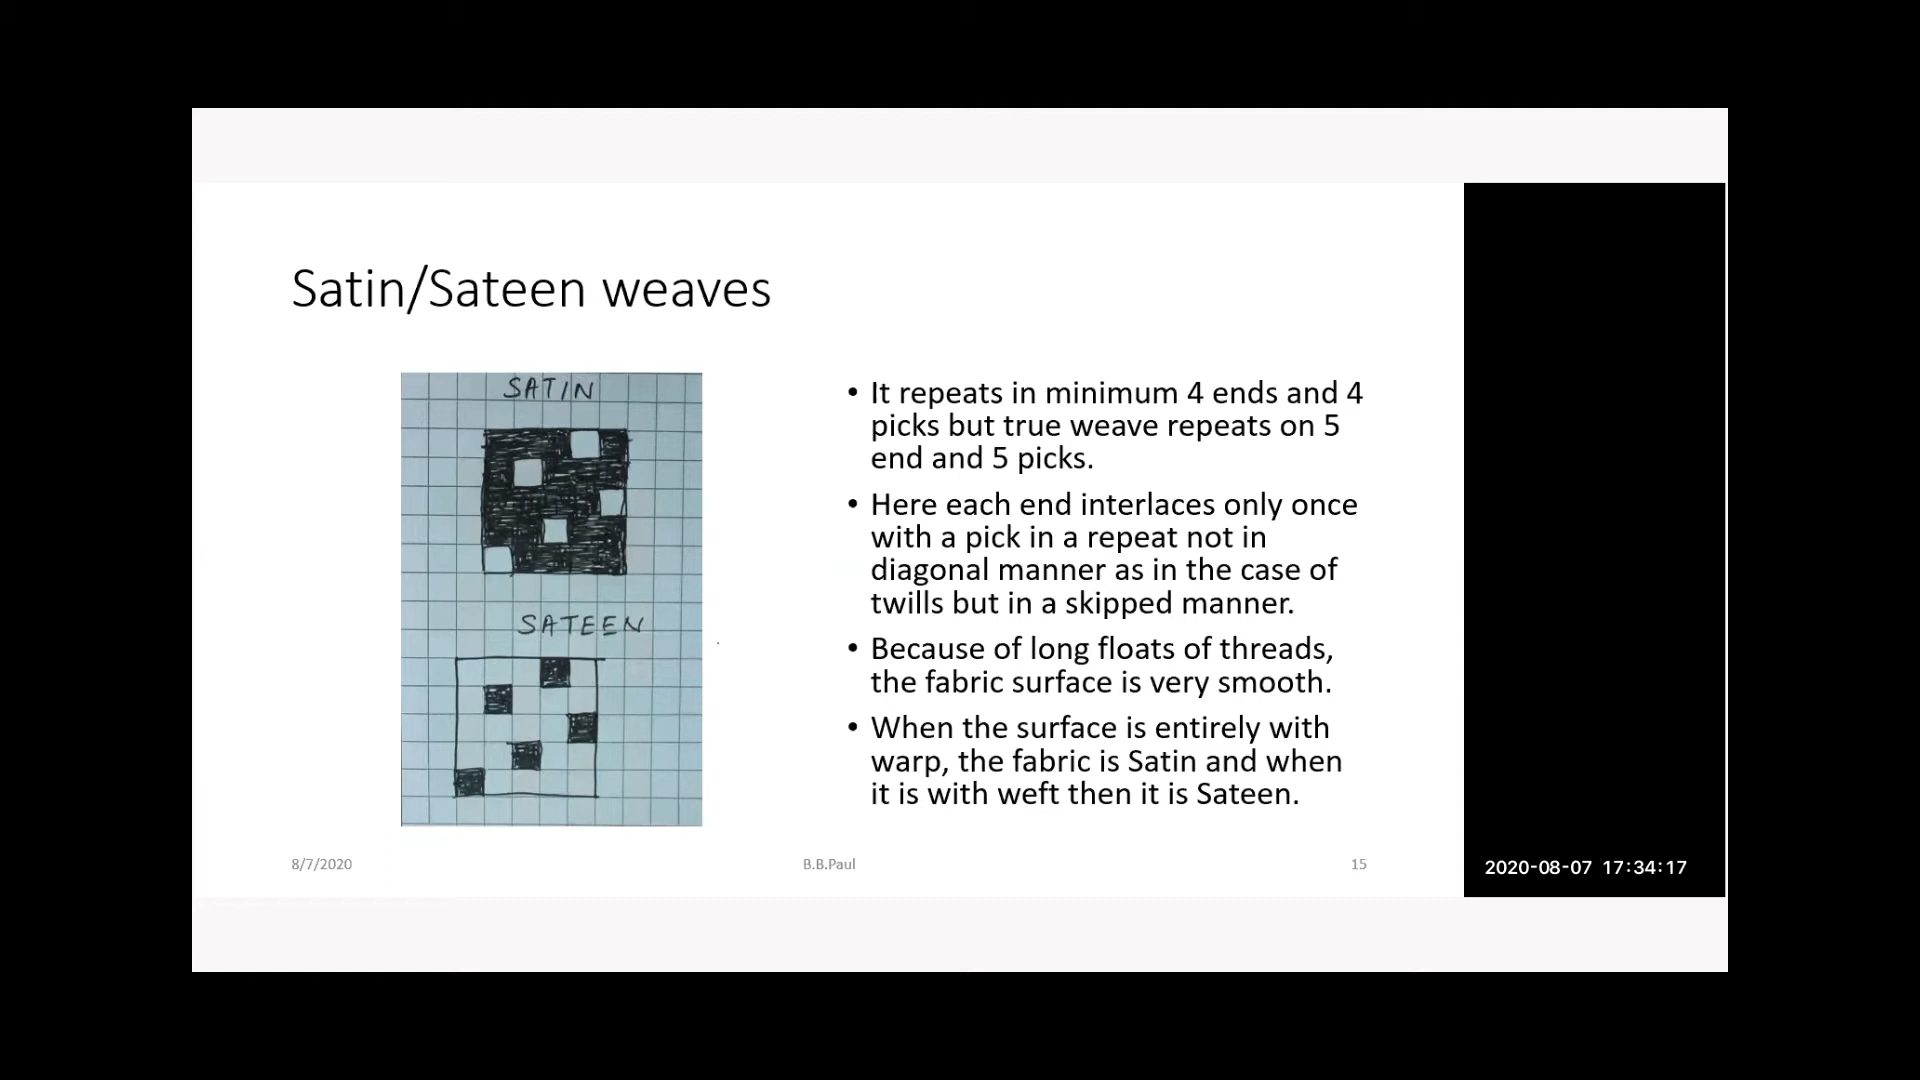 Satin/Sateen weaves
SATIN
SATEEN
• It repeats in minimum 4 ends and 4
picks but true weave repeats on 5
end and 5 picks.
• Here each end interlaces only once
with a pick in a repeat not in
diagonal manner as in the case of
twills but in a skipped manner.
• Because of long floats of threads,
the fabric surface is very smooth.
• When the surface is entirely with
warp, the fabric is Satin and when
it is with weft then it is Sateen.
8/7/2020
B.B.Paul
15
2020-08-07 17:34:17